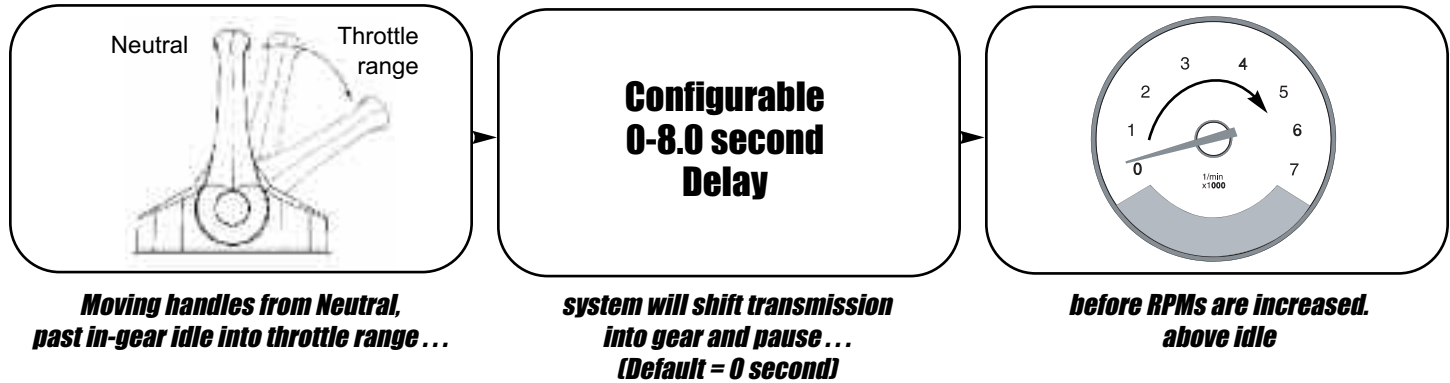 Neutral
Throttle
range
Configurable
0-8.0 second
Delay
0
1
2
3
4
5
6
7
1/min
x1000
Moving handles from Neutral,
past in-gear idle into throttle range . . .
system will shift transmission
into gear and pause . . .
(Default = 0 second)
before RPMs are increased.
above idle